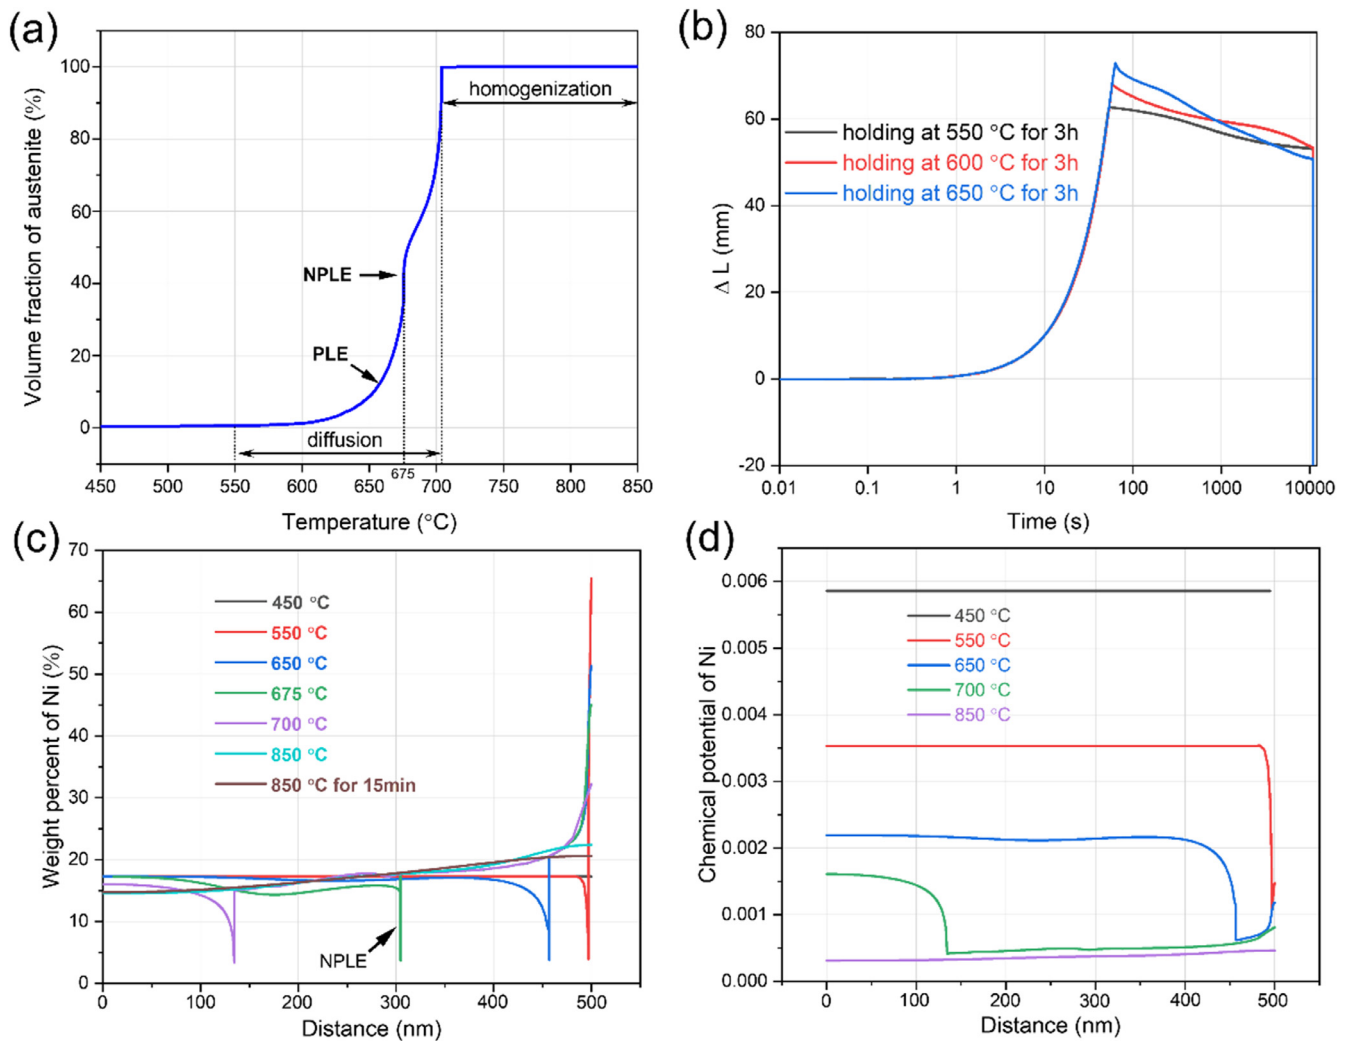 (a)
Volume fraction of austenite (%)
100
80
60
40
20
0
homogenization
NPLE
PLE
diffusion
675
450 500 550 600 650 700 750 800 850
Temperature (°C)
(b)
Δ L (mm)
80
60
40
20
0
-20
holding at 550 °C for 3h
holding at 600 °C for 3h
holding at 650 °C for 3h
0.01 0.1 1 10 100 1000 10000
Time (s)
(c)
Weight percent of Ni (%)
70
60
50
40
30
20
10
0
450 °C
550 °C
650 °C
675 °C
700 °C
850 °C
850 °C for 15min
NPLE
0 100 200 300 400 500
Distance (nm)
(d)
Chemical potential of Ni
0.006
0.005
0.004
0.003
0.002
0.001
0.000
450 °C
550 °C
650 °C
700 °C
850 °C
0 100 200 300 400 500
Distance (nm)